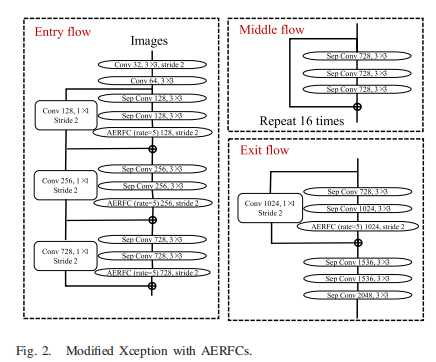 Entry flow
Images
Conv 32, 3×3, stride 2
Conv 64, 3×3
Conv 128, 1×1
Stride 2
Sep Conv 128, 3×3
Sep Conv 128, 3×3
AERFC (rate=5) 128, stride 2
Conv 256, 1×1
Stride 2
Sep Conv 256, 3×3
Sep Conv 256, 3×3
AERFC (rate=5) 256, stride 2
Conv 728, 1×1
Stride 2
Sep Conv 728, 3×3
Sep Conv 728, 3×3
AERFC (rate=5) 728, stride 2
Middle flow
Sep Conv 728, 3×3
Sep Conv 728, 3×3
Sep Conv 728, 3×3
Repeat 16 times
Exit flow
Conv 1024, 1×1
Stride 2
Sep Conv 728, 3×3
Sep Conv 1024, 3×3
AERFC (rate=5) 1024, stride 2
Sep Conv 1536, 3×3
Sep Conv 1536, 3×3
Sep Conv 2048, 3×3
Fig. 2. Modified Xception with AERFCs.